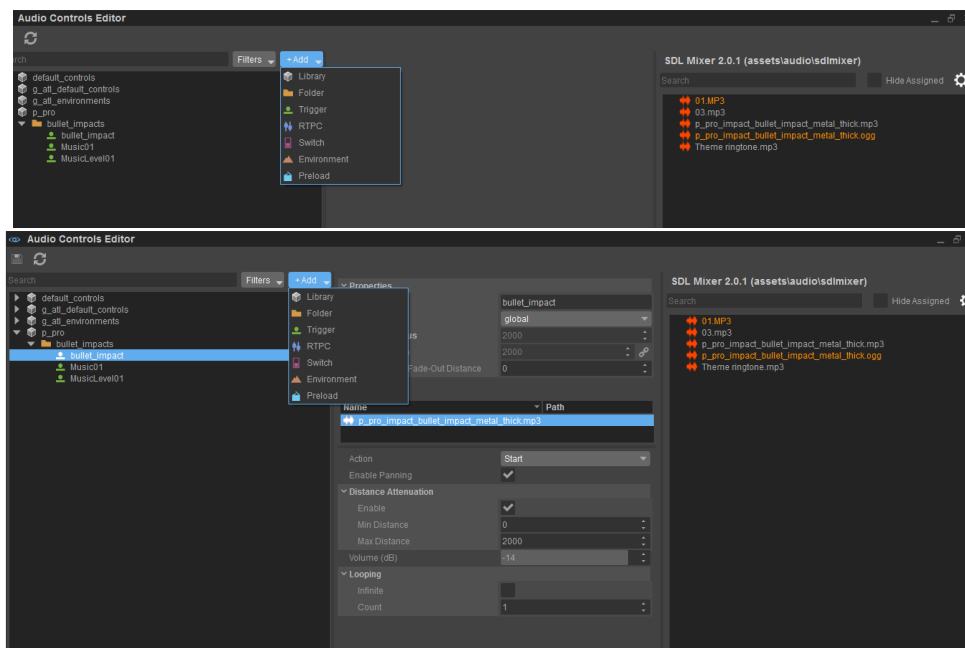 Audio Controls Editor
rch
Filters
+Add
SDL Mixer 2.0.1 (assets\audio\sdlmixer)
Search
Hide Assigned
default_controls
g_atl_default_controls
g_atl_environments
p_pro
bullet_impacts
bullet_impact
Music01
MusicLevel01
Library
Folder
Trigger
RTPC
Switch
Environment
Preload
01.MP3
03.mp3
p_pro_impact_bullet_impact_metal_thick.mp3
p_pro_impact_bullet_impact_metal_thick.ogg
Theme ringtone.mp3
Audio Controls Editor
Search
Filters
+Add
default_controls
g_atl_default_controls
g_atl_environments
p_pro
bullet_impacts
bullet_impact
Music01
MusicLevel01
Library
Folder
Trigger
RTPC
Switch
Environment
Preload
Properties
bullet_impact
global
us
2000
2000
Fade-Out Distance
0
Name
Path
p_pro_impact_bullet_impact_metal_thick.mp3
Action
Start
Enable Panning
Distance Attenuation
Enable
Min Distance
0
Max Distance
2000
Volume (dB)
-14
Looping
Infinite
Count
1
SDL Mixer 2.0.1 (assets\audio\sdlmixer)
Search
Hide Assigned
01.MP3
03.mp3
p_pro_impact_bullet_impact_metal_thick.mp3
p_pro_impact_bullet_impact_metal_thick.ogg
Theme ringtone.mp3